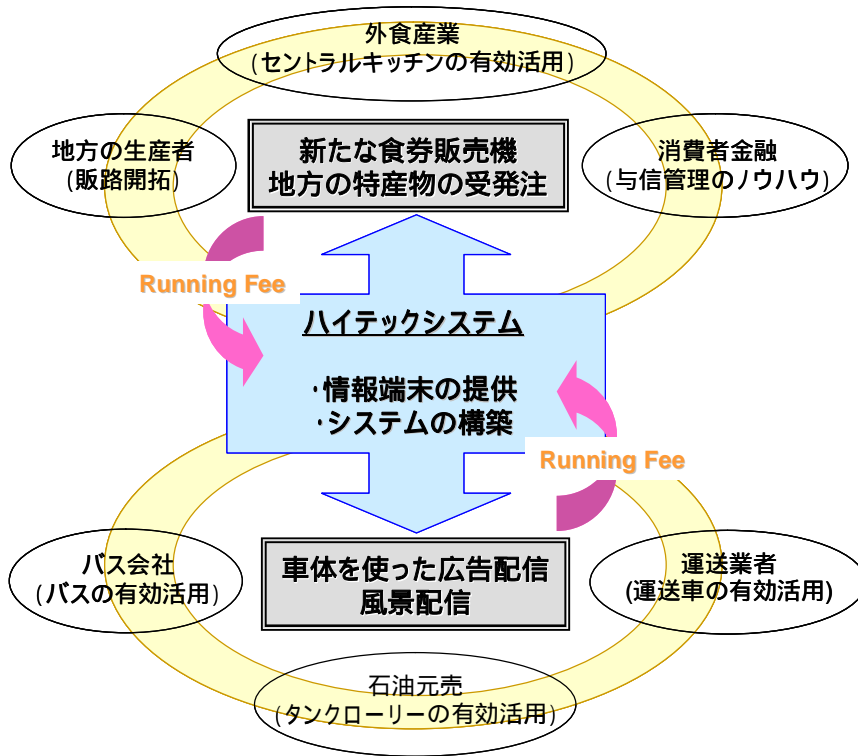 外食産業
(セントラルキッチンの有効活用)
地方の生産者
(販路開拓)
新たな食券販売機
地方の特産物の受発注
消費者金融
(与信管理のノウハウ)
Running Fee
ハイテックシステム
・情報端末の提供
・システムの構築
Running Fee
バス会社
(バスの有効活用)
車体を使った広告配信
風景配信
運送業者
(運送車の有効活用)
石油元売
(タンクローリーの有効活用)